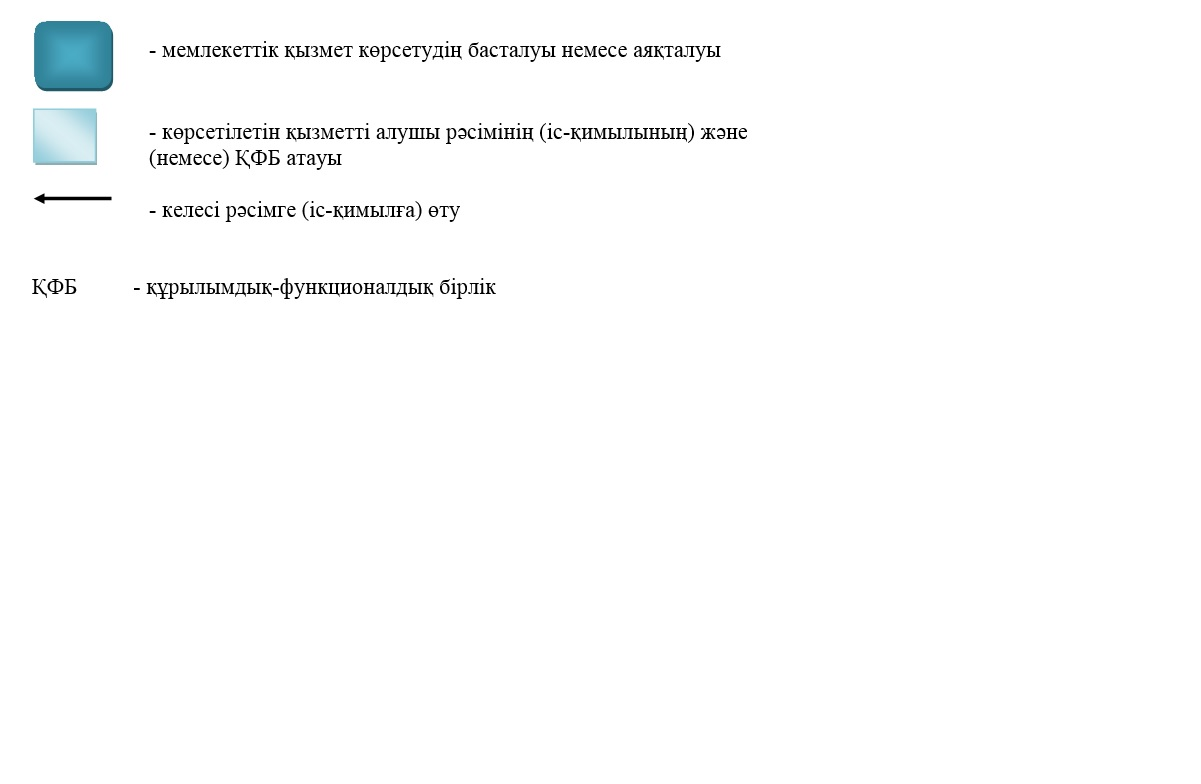 - мемлекеттік қызмет көрсетудің басталуы немесе аяқталуы
- көрсетілетін қызметті алушы рәсімінің (іс-қимылының) және
(немесе) ҚФБ атауы
- келесі рәсімге (іс-қимылға) өту
ҚФБ - құрылымдық-функционалдық бірлік